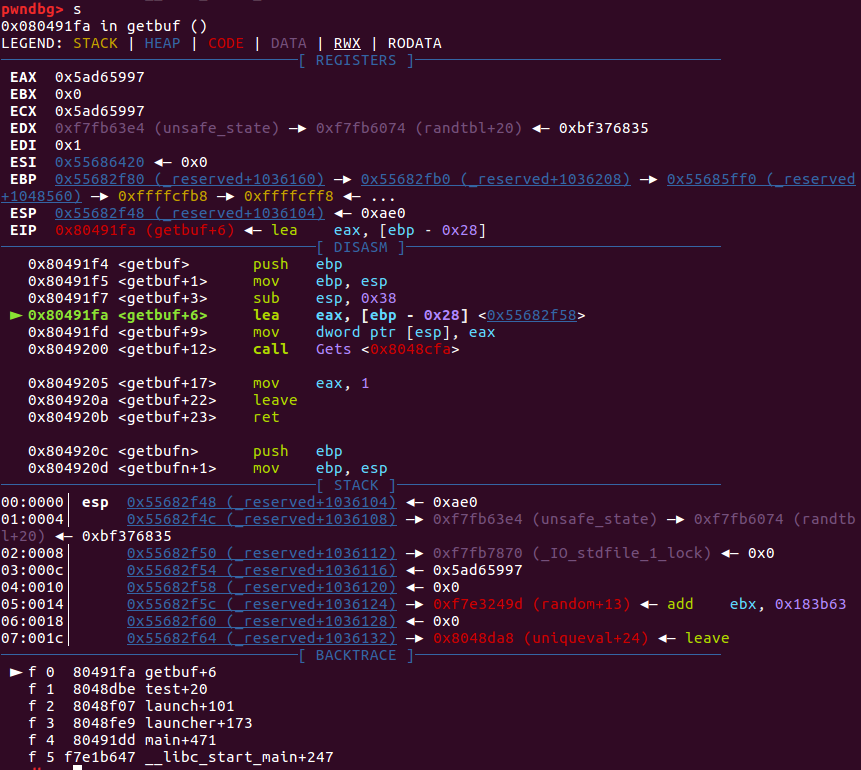 pwndbg> s
0x080491fa in getbuf ()
LEGEND: STACK | HEAP | CODE | DATA | RWX | RODATA
[ REGISTERS ]
EAX  0x5ad65997
EBX  0x0
ECX  0x5ad65997
EDX  0xf7fb63e4 (unsafe_state) —▸ 0xf7fb6074 (randtbl+20) ◂— 0xbf376835
EDI  0x1
ESI  0x55686420 ◂— 0x0
EBP  0x55682f80 (_reserved+1036160) —▸ 0x55682fb0 (_reserved+1036208) —▸ 0x55685ff0 (_reserved
+1048560) —▸ 0xffffcfb8 —▸ 0xffffcff8 ◂— ...
ESP  0x55682f48 (_reserved+1036104) ◂— 0xae0
EIP  0x80491fa (getbuf+6) ◂— lea    eax, [ebp - 0x28]
[ DISASM ]
0x80491f4 <getbuf>       push   ebp
0x80491f5 <getbuf+1>     mov    ebp, esp
0x80491f7 <getbuf+3>     sub    esp, 0x38
► 0x80491fa <getbuf+6>     lea    eax, [ebp - 0x28] <0x55682f58>
0x80491fd <getbuf+9>     mov    dword ptr [esp], eax
0x8049200 <getbuf+12>    call   Gets <0x8048cfa>
0x8049205 <getbuf+17>    mov    eax, 1
0x804920a <getbuf+22>    leave
0x804920b <getbuf+23>    ret
0x804920c <getbufn>      push   ebp
0x804920d <getbufn+1>    mov    ebp, esp
[ STACK ]
00:0000│ esp  0x55682f48 (_reserved+1036104) ◂— 0xae0
01:0004│      0x55682f4c (_reserved+1036108) —▸ 0xf7fb63e4 (unsafe_state) —▸ 0xf7fb6074 (randtb
l+20) ◂— 0xbf376835
02:0008│      0x55682f50 (_reserved+1036112) —▸ 0xf7fb7870 (_IO_stdfile_1_lock) ◂— 0x0
03:000c│      0x55682f54 (_reserved+1036116) ◂— 0x5ad65997
04:0010│      0x55682f58 (_reserved+1036120) ◂— 0x0
05:0014│      0x55682f5c (_reserved+1036124) —▸ 0xf7e3249d (random+13) ◂— add    ebx, 0x183b63
06:0018│      0x55682f60 (_reserved+1036128) ◂— 0x0
07:001c│      0x55682f64 (_reserved+1036132) —▸ 0x8048da8 (uniqueval+24) ◂— leave
[ BACKTRACE ]
► f 0  80491fa getbuf+6
f 1  8048dbe test+20
f 2  8048f07 launch+101
f 3  8048fe9 launcher+173
f 4  80491dd main+471
f 5 f7e1b647 __libc_start_main+247